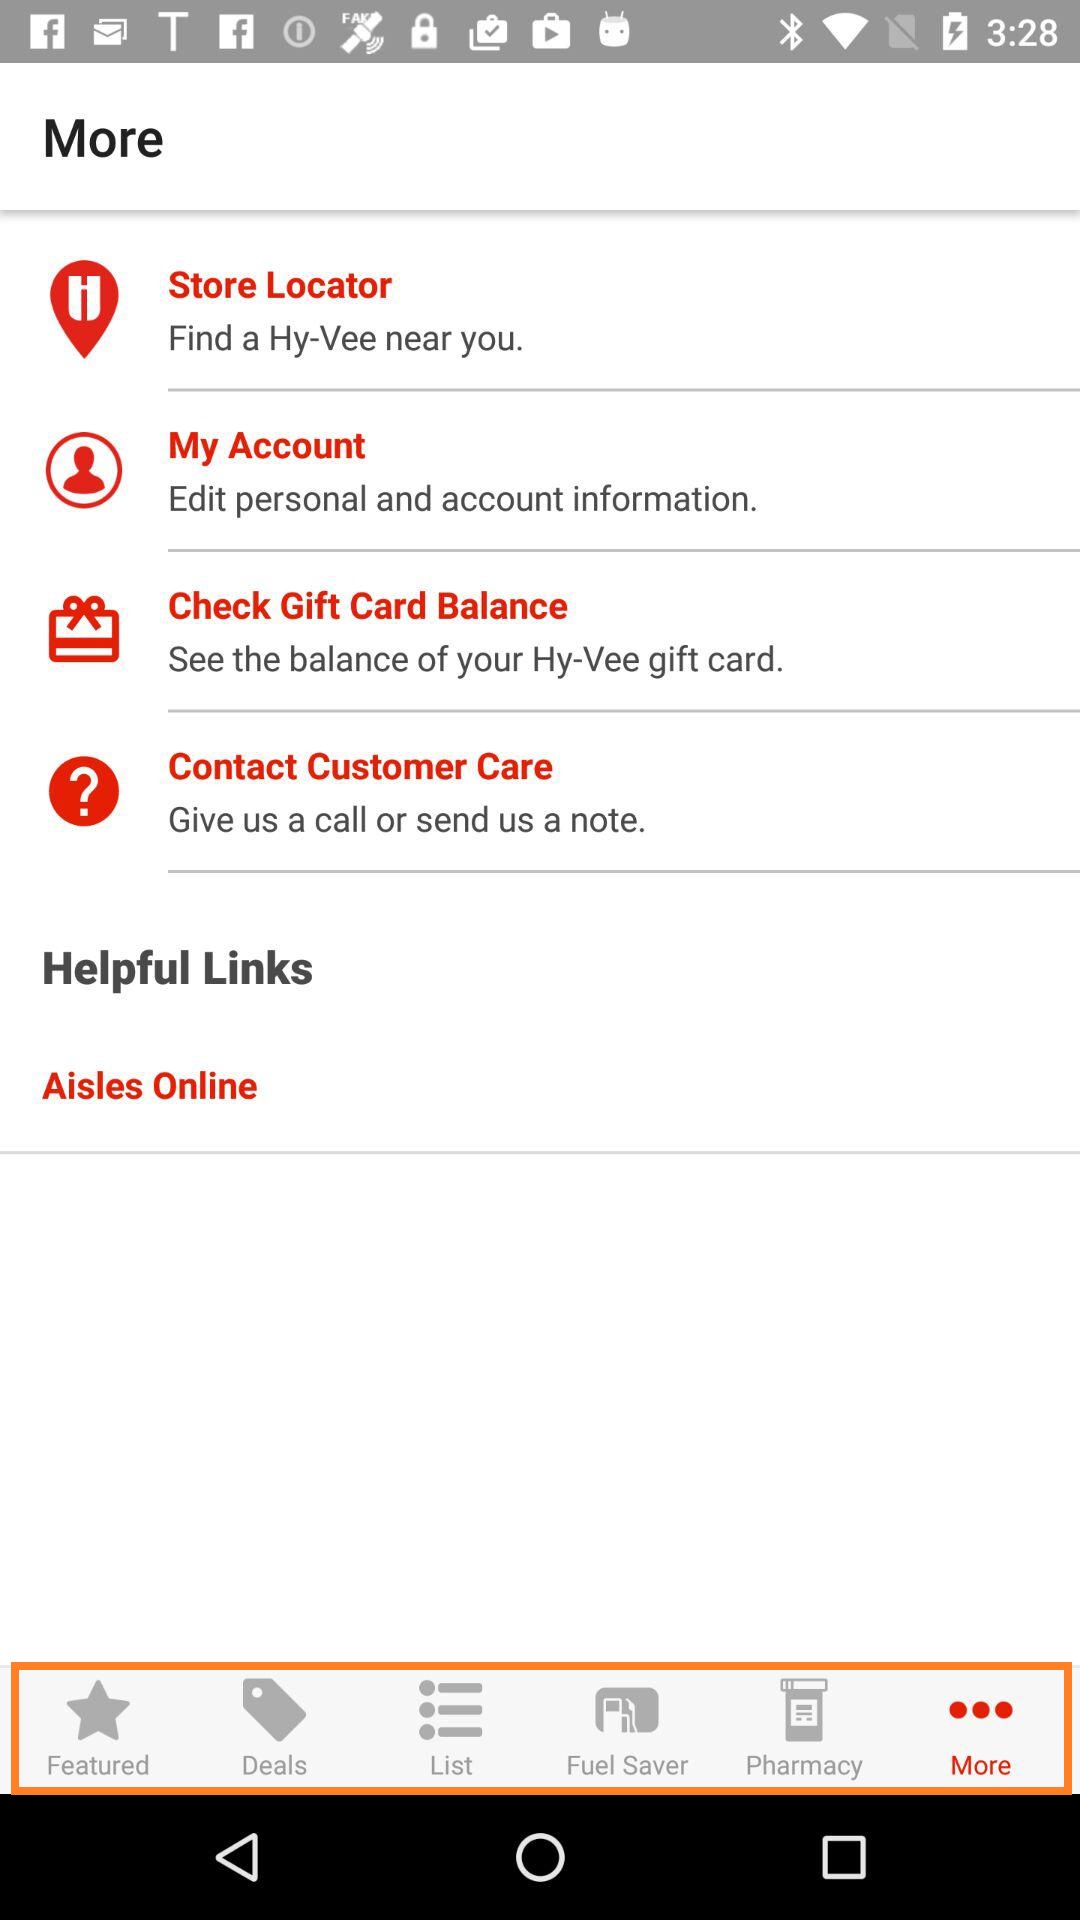 FAKE
3:28
More
Store Locator
Find a Hy-Vee near you.
My Account
Edit personal and account information.
Check Gift Card Balance
See the balance of your Hy-Vee gift card.
Contact Customer Care
Give us a call or send us a note.
Helpful Links
Aisles Online
Featured Deals List Fuel Saver Pharmacy More